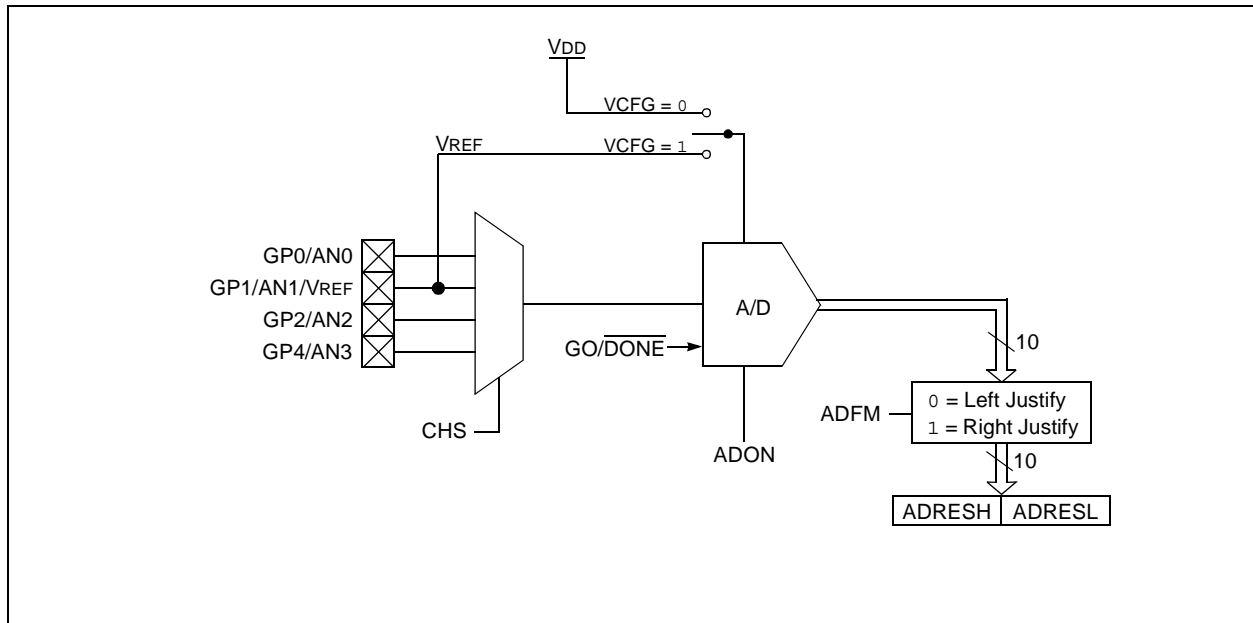 VDD
VCFG = 0
VREF
VCFG = 1
GP0/AN0
GP1/AN1/VREF
GP2/AN2
GP4/AN3
A/D
GO/DONE
10
ADFM
0 = Left Justify
1 = Right Justify
CHS
ADON
10
ADRESH
ADRESL